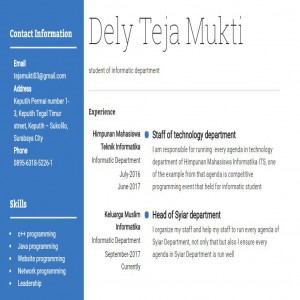 Contact Information
Email
tejamukti83@gmail.com
Address
Keputih Permai number 1-
3, Keputih Tegal Timur
street, Keputih – Sukolilo,
Surabaya City
Phone
0895-6318-5226-1
Skills
c++ programming
Java programming
Website programming
Network programming
Leadership
Dely Teja Mukti
student of informatic department
Experience
Himpunan Mahasiswa
Teknik Informatika
Informatic Department
July-2016
June-2017
Staff of technology department
I am responsible for running every agenda in technology
department of Himpunan Mahasiswa Informatika ITS, one
of the example from that agenda is competitive
programming event that held for informatic student
Keluarga Muslim
Informatika
Informatic Department
September-2017
Currently
Head of Syiar department
I organize my staff and help my staff to run every agenda of
Syiar Department, not only that but also I ensure every
agenda in Syiar Department is run well